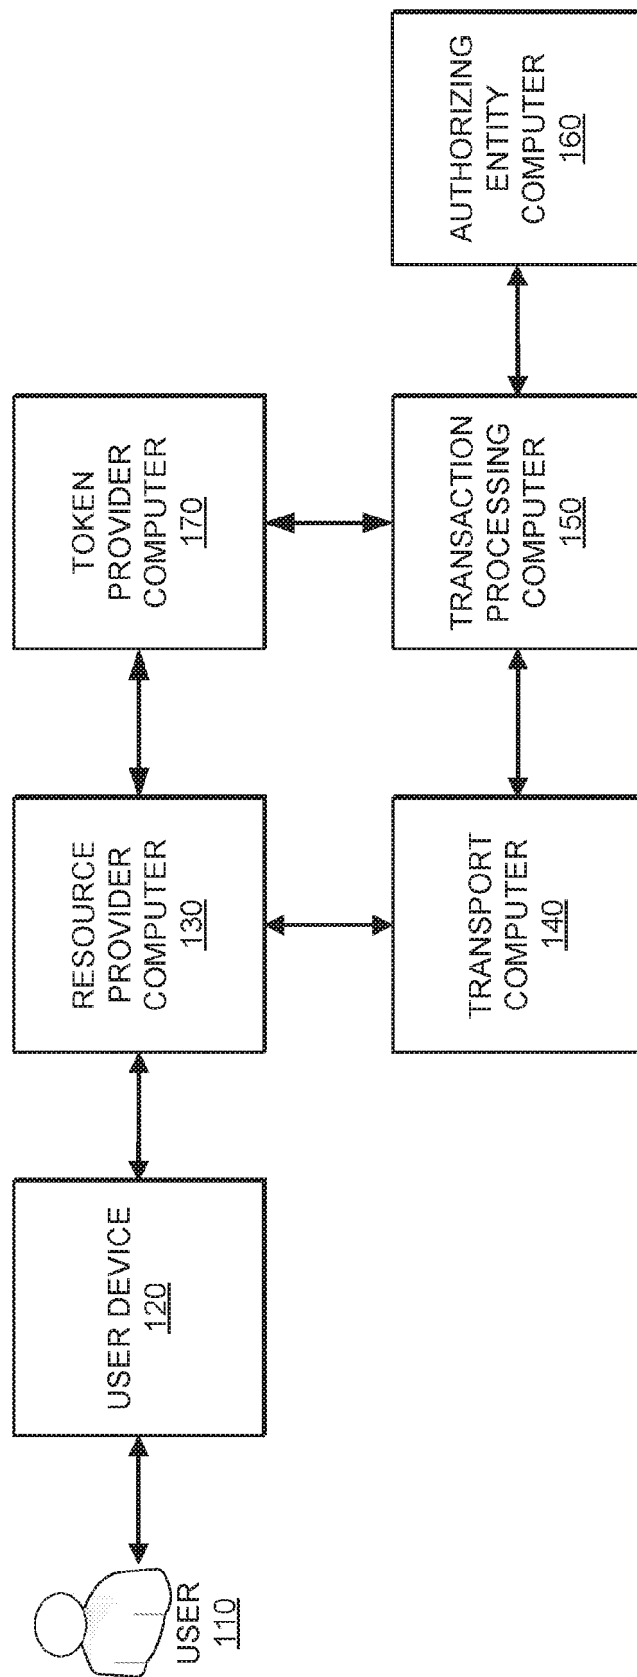 USER
110
USER DEVICE
120
RESOURCE
PROVIDER
COMPUTER
130
TOKEN
PROVIDER
COMPUTER
170
TRANSPORT
COMPUTER
140
TRANSACTION
PROCESSING
COMPUTER
150
AUTHORIZING
ENTITY
COMPUTER
160